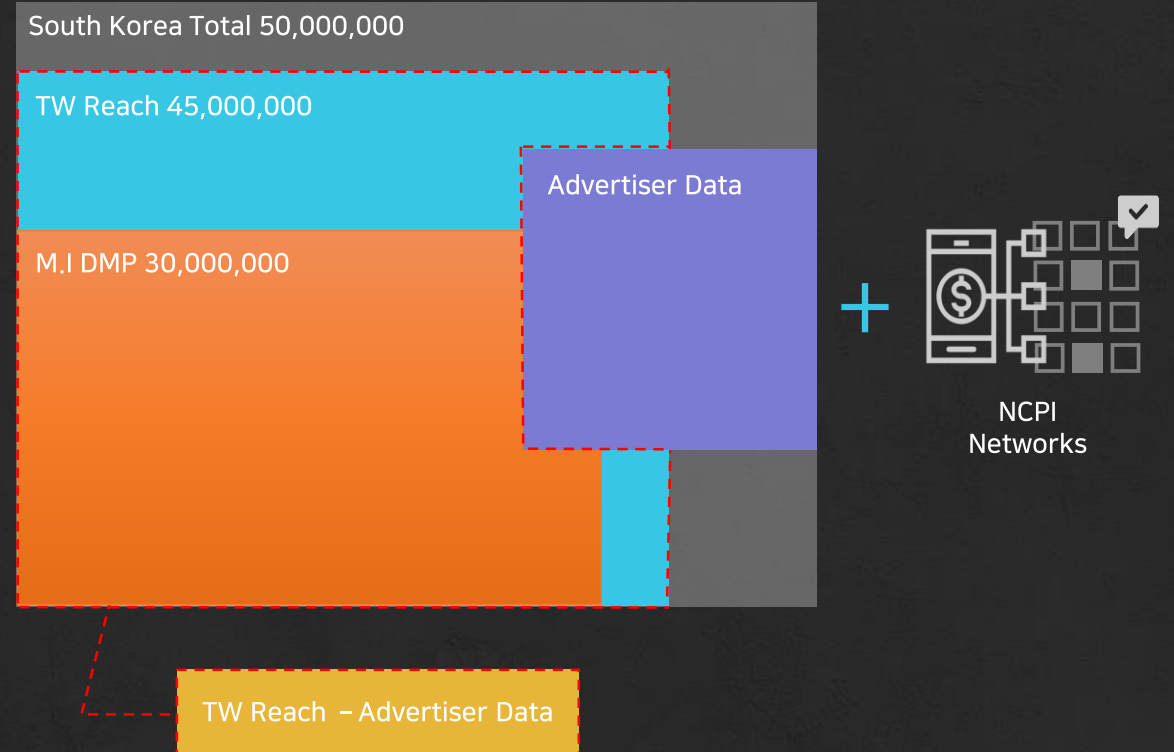 South Korea Total 50,000,000
TW Reach 45,000,000
Advertiser Data
M.I DMP 30,000,000
$
NCPI
Networks
TW Reach – Advertiser Data